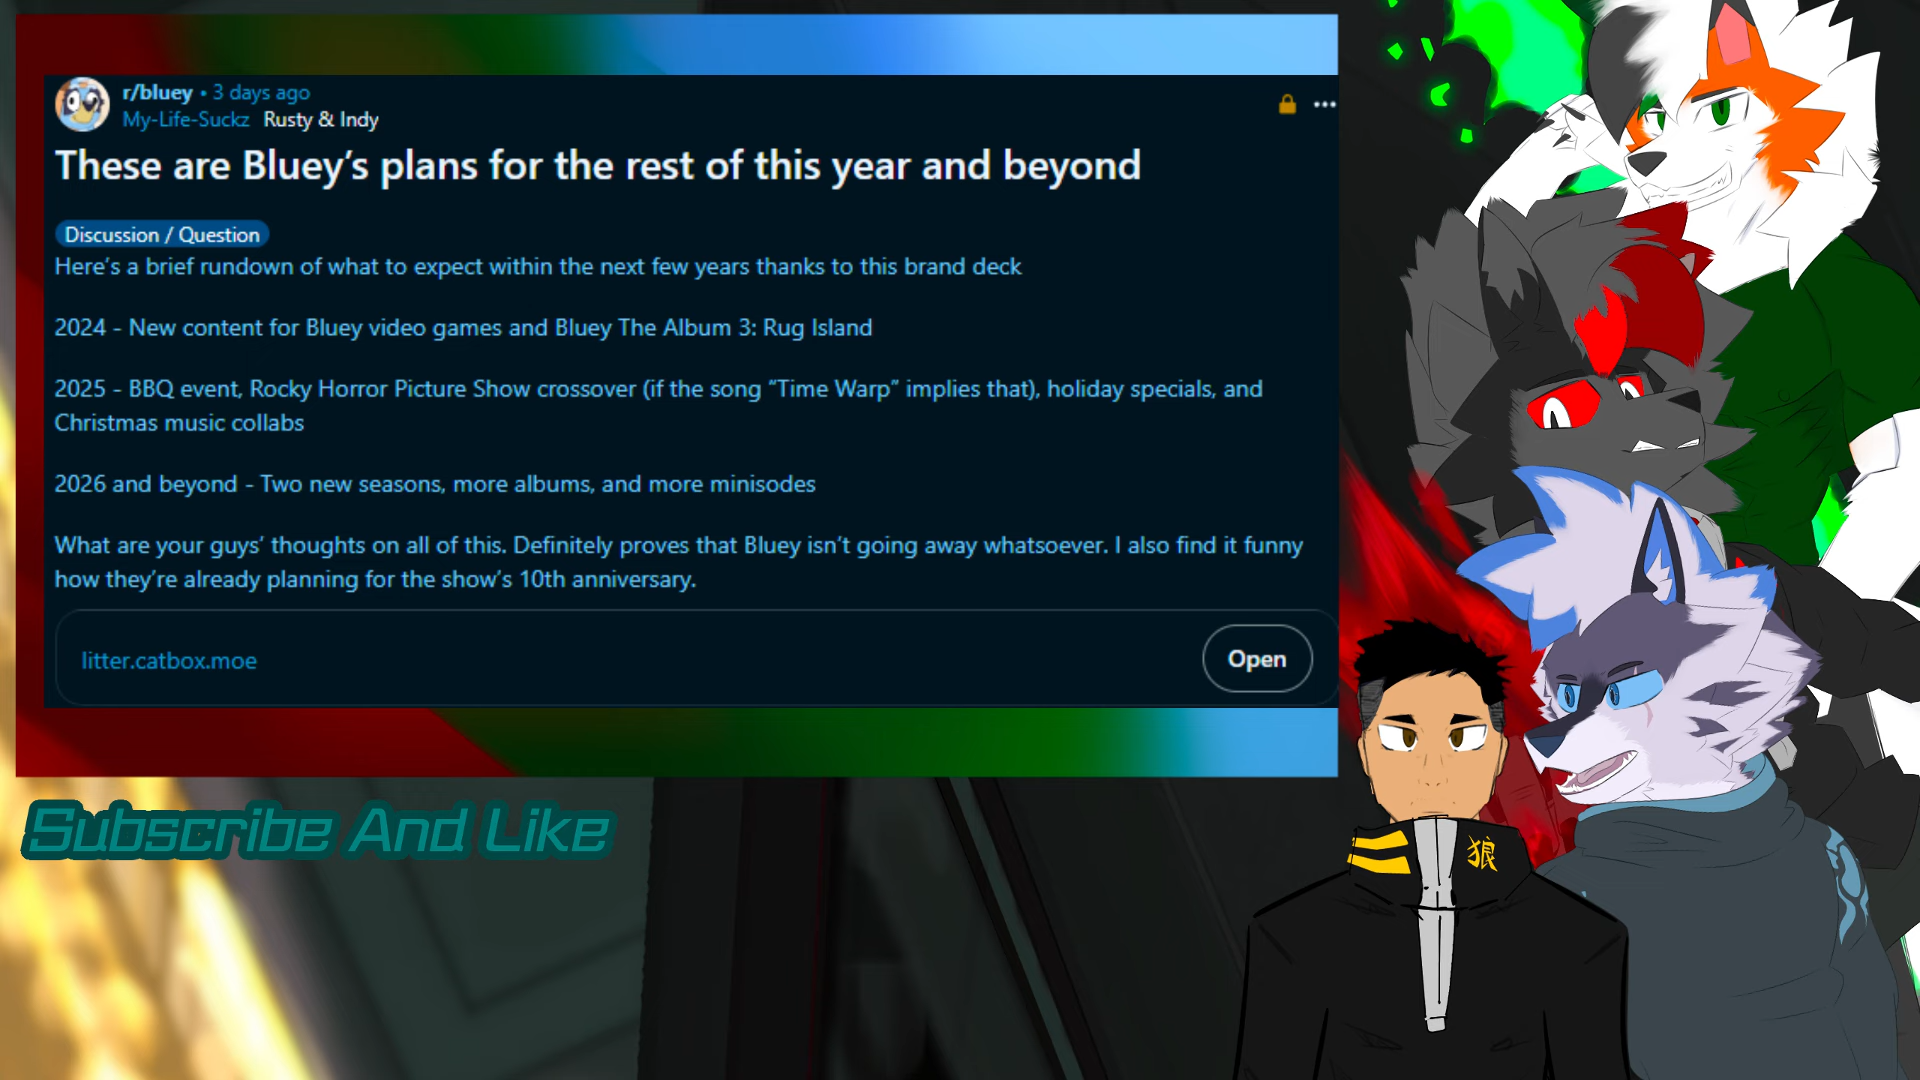 r/bluey • 3 days ago
My-Life-Suckz Rusty & Indy
These are Bluey’s plans for the rest of this year and beyond
Discussion / Question
Here’s a brief rundown of what to expect within the next few years thanks to this brand deck
2024 - New content for Bluey video games and Bluey The Album 3: Rug Island
2025 - BBQ event, Rocky Horror Picture Show crossover (if the song “Time Warp” implies that), holiday specials, and
Christmas music collabs
2026 and beyond - Two new seasons, more albums, and more minisodes
What are your guys’ thoughts on all of this. Definitely proves that Bluey isn’t going away whatsoever. I also find it funny
how they’re already planning for the show’s 10th anniversary.
litter.catbox.moe
Open
Subscribe And Like
狼